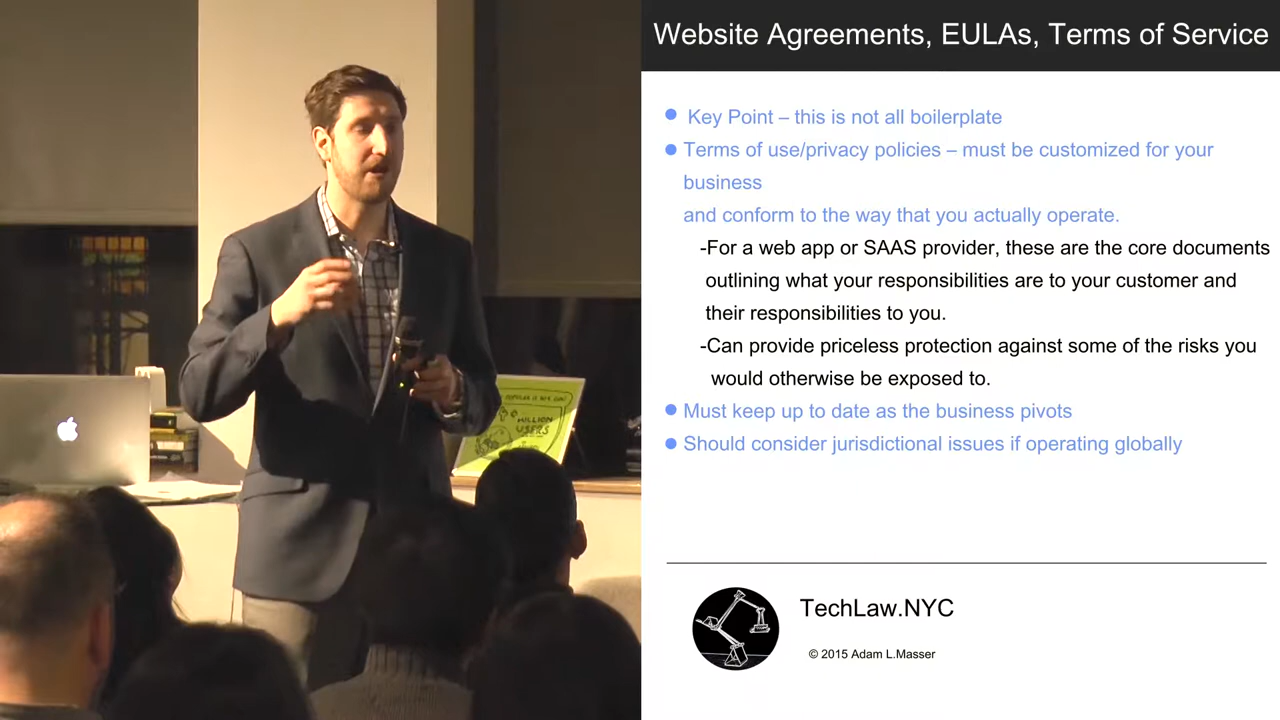 Website Agreements, EULAs, Terms of Service
Key Point – this is not all boilerplate
Terms of use/privacy policies – must be customized for your
business
and conform to the way that you actually operate.
-For a web app or SAAS provider, these are the core documents
outlining what your responsibilities are to your customer and
their responsibilities to you.
-Can provide priceless protection against some of the risks you
would otherwise be exposed to.
Must keep up to date as the business pivots
Should consider jurisdictional issues if operating globally
TechLaw.NYC
© 2015 Adam L.Masser
MILLION
USERS